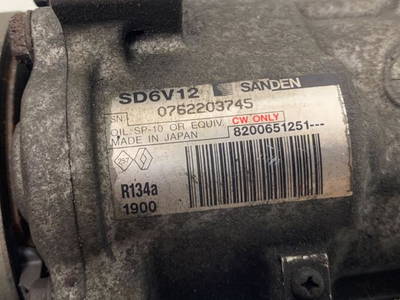 SD6V12 SANDEN
SN: 0762203745
OIL: SP-10 OR EQUIV. CW ONLY
MADE IN JAPAN 8200651251---
R134a
1900